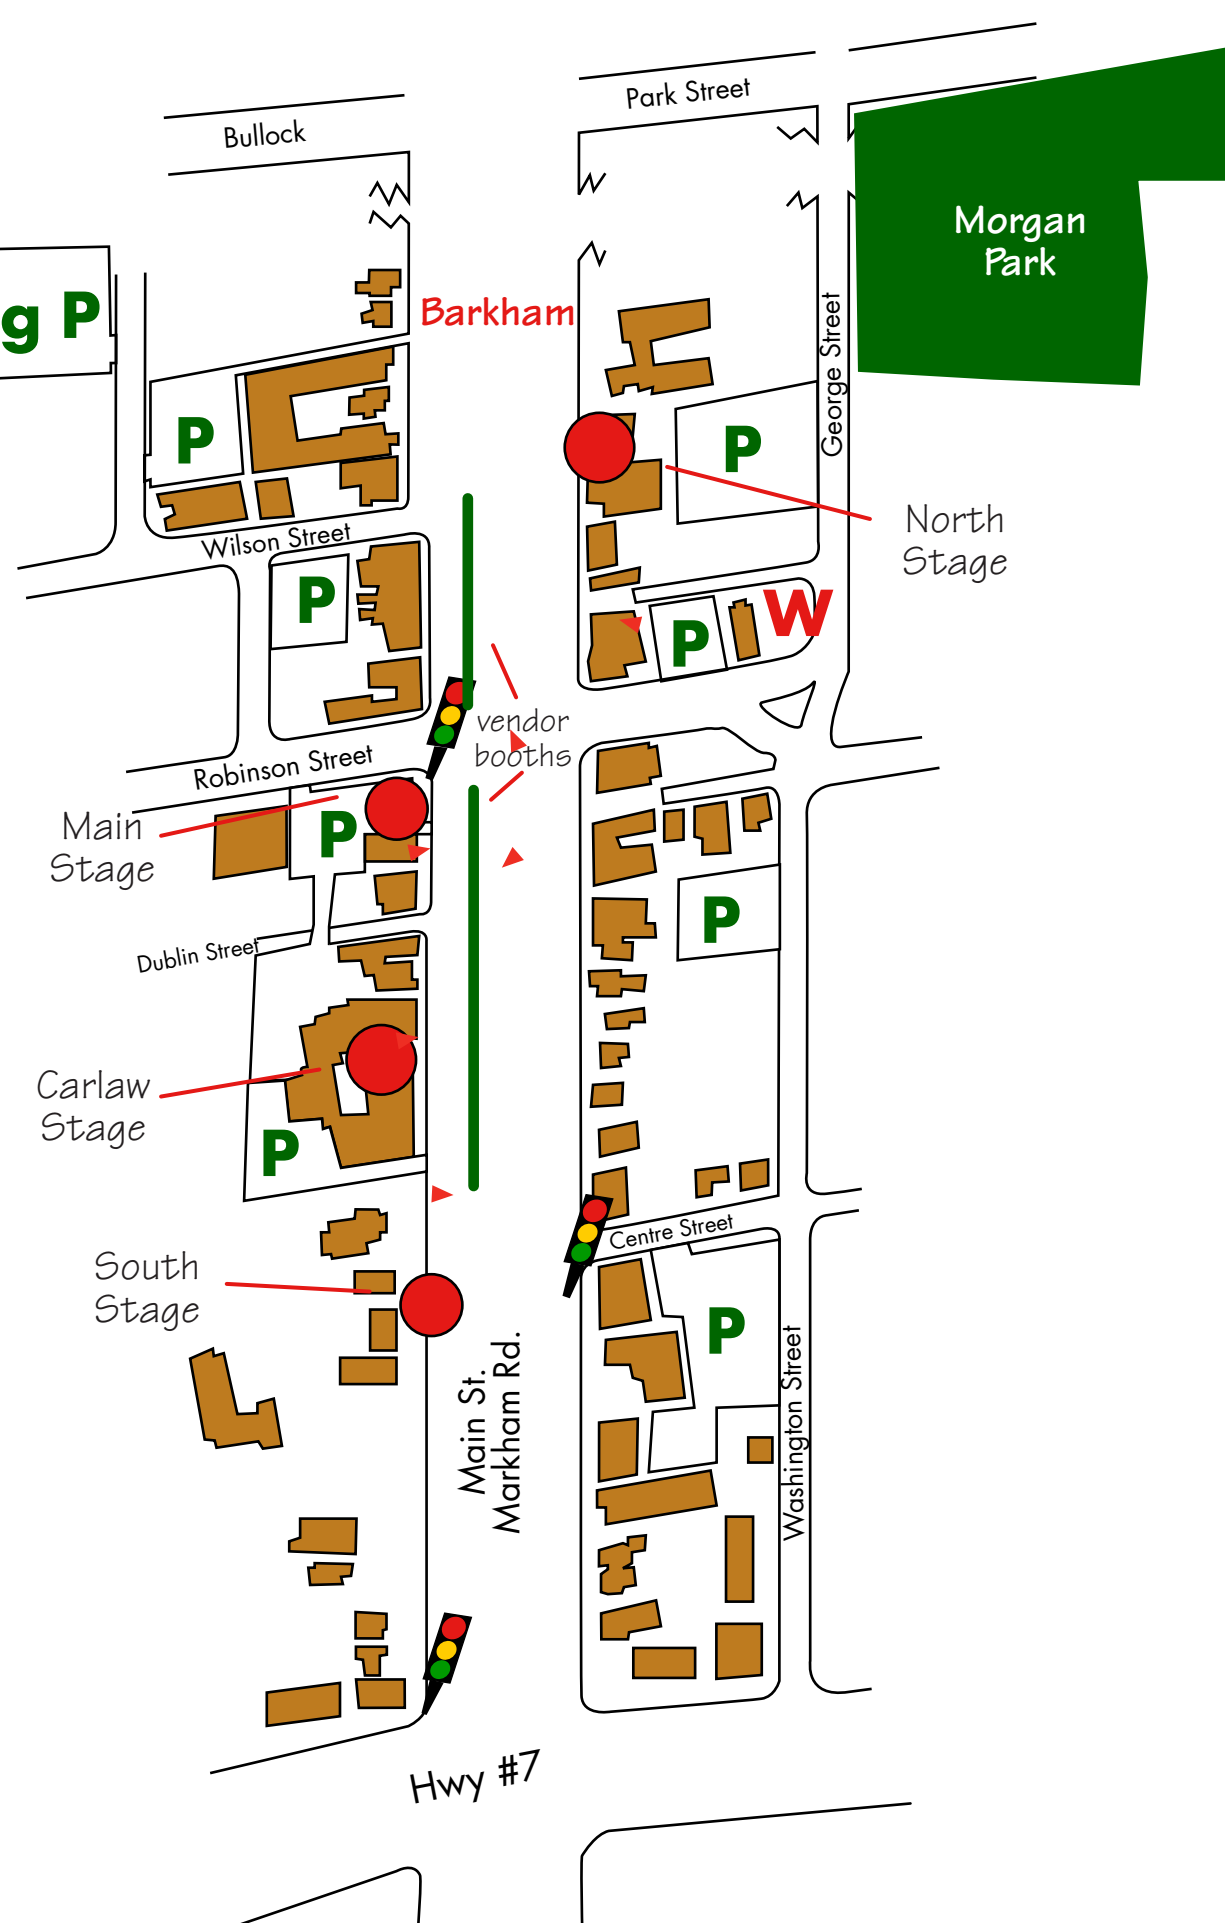 Park Street
Bullock
Morgan
Park
g P
Barkham
George Street
P
P
North
Stage
Wilson Street
P
W
P
vendor
booths
Robinson Street
Main
Stage
P
P
Dublin Street
Carlaw
Stage
P
Centre Street
South
Stage
P
Main St.
Markham Rd.
Washington Street
Hwy #7